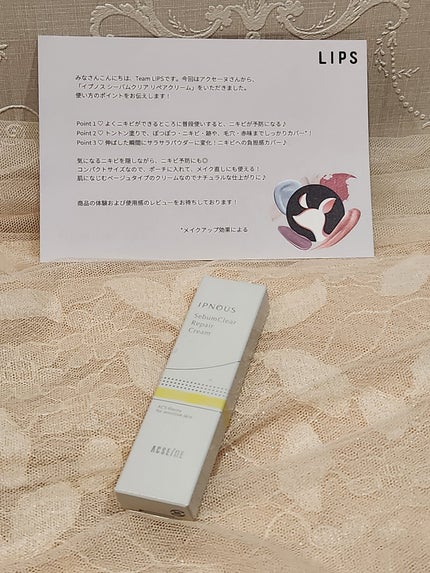 LIPS
みなさんこんにちは、Team LIPSです。今回はアクセーヌさんから、
「イプノス シーバムクリア リペアクリーム」をいただきました。
使い方のポイントをお伝えします！
Point1♡ よくニキビができるところに普段使いすると、ニキビが予防になる♪
Point2♡ トントン塗りで、ぽつぽつ・ニキビ・跡や、毛穴・赤味までしっかりカバー*！
Point3♡ 伸ばした瞬間にサラサラパウダーに変化！ニキビへの負担感カバー♪
気になるニキビを隠しながら、ニキビ予防にも◎
コンパクトサイズなので、ポーチに入れて、メイク直しにも使える！
肌になじむベージュタイプのクリームなのでナチュラルな仕上がりに♪
商品の体験および使用感のレビューをお待ちしております！
*メイクアップ効果による
IPNOUS
SebumClear
Repair
Cream
for sensitive skin
ACSEINE